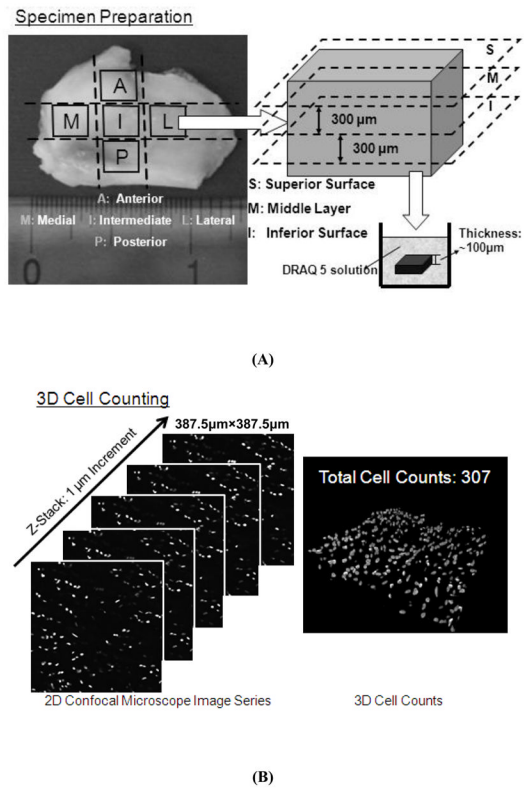 Specimen Preparation
A
M
I
L
P
A: Anterior
M: Medial
I: Intermediate
L: Lateral
P: Posterior
0
1
S
M
I
300 µm
300 µm
S: Superior Surface
M: Middle Layer
I: Inferior Surface
DRAQ 5 solution
Thickness:
~100µm
(A)
3D Cell Counting
387.5µm×387.5µm
Z-Stack: 1 µm Increment
Total Cell Counts: 307
2D Confocal Microscope Image Series
3D Cell Counts
(B)